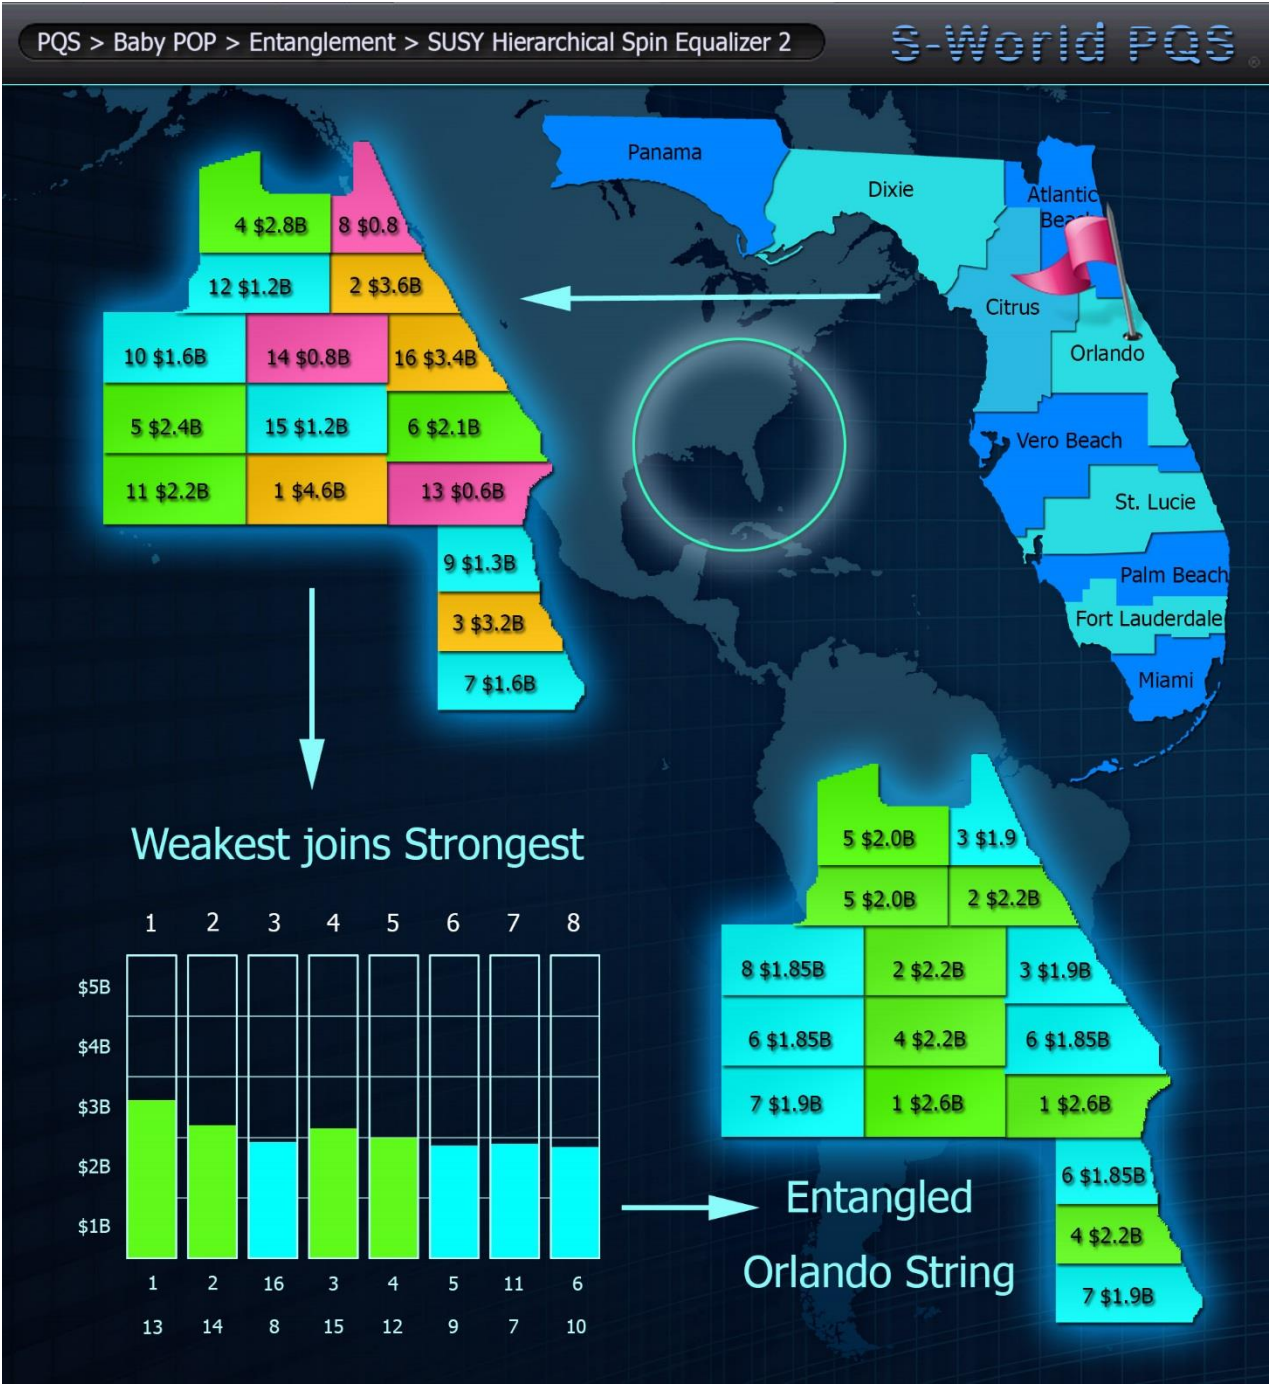 PQS > Baby POP > Entanglement > SUSY Hierarchical Spin Equalizer 2
S-World PQS
®
Panama
Dixie
Atlantic
Beach
Citrus
Orlando
Vero Beach
St. Lucie
Palm Beach
Fort Lauderdale
Miami
4 $2.8B
8 $0.8
12 $1.2B
2 $3.6B
10 $1.6B
14 $0.8B
16 $3.4B
5 $2.4B
15 $1.2B
6 $2.1B
11 $2.2B
1 $4.6B
13 $0.6B
9 $1.3B
3 $3.2B
7 $1.6B
Weakest joins Strongest
1 2 3 4 5 6 7 8
$5B
$4B
$3B
$2B
$1B
1 2 16 3 4 5 11 6
13 14 8 15 12 9 7 10
5 $2.0B
3 $1.9
5 $2.0B
2 $2.2B
8 $1.85B
2 $2.2B
3 $1.9B
6 $1.85B
4 $2.2B
6 $1.85B
7 $1.9B
1 $2.6B
1 $2.6B
6 $1.85B
4 $2.2B
7 $1.9B
Entangled
Orlando String